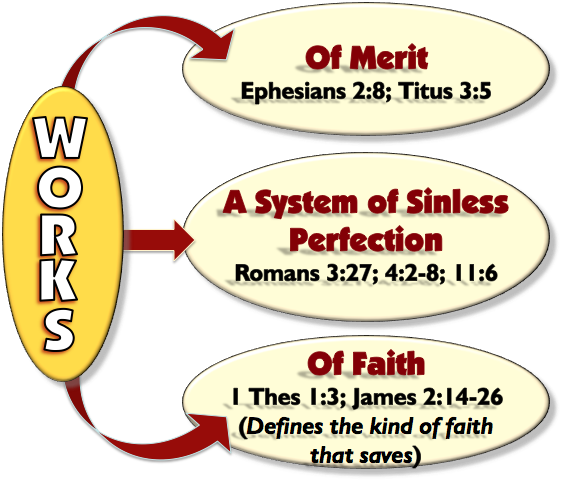 WORKS
Of Merit
Ephesians 2:8; Titus 3:5
A System of Sinless
Perfection
Romans 3:27; 4:2-8; 11:6
Of Faith
1 Thes 1:3; James 2:14-26
(Defines the kind of faith
that saves)